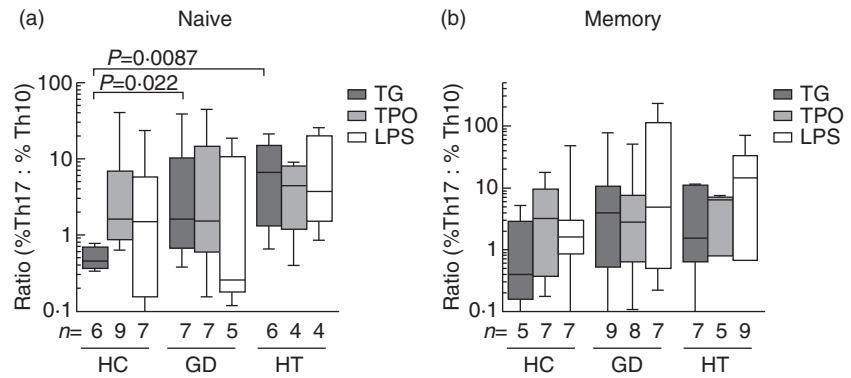 (a) Naive
P=0·0087
P=0·022
100
10
1
0·1
Ratio (%Th17 : % Th10)
TG
TPO
LPS
n= 6 9 7 7 7 5 6 4 4
HC GD HT
(b) Memory
100
10
1
0·1
Ratio (%Th17 : % Th10)
TG
TPO
LPS
n= 5 7 7 9 8 7 7 5 9
HC GD HT